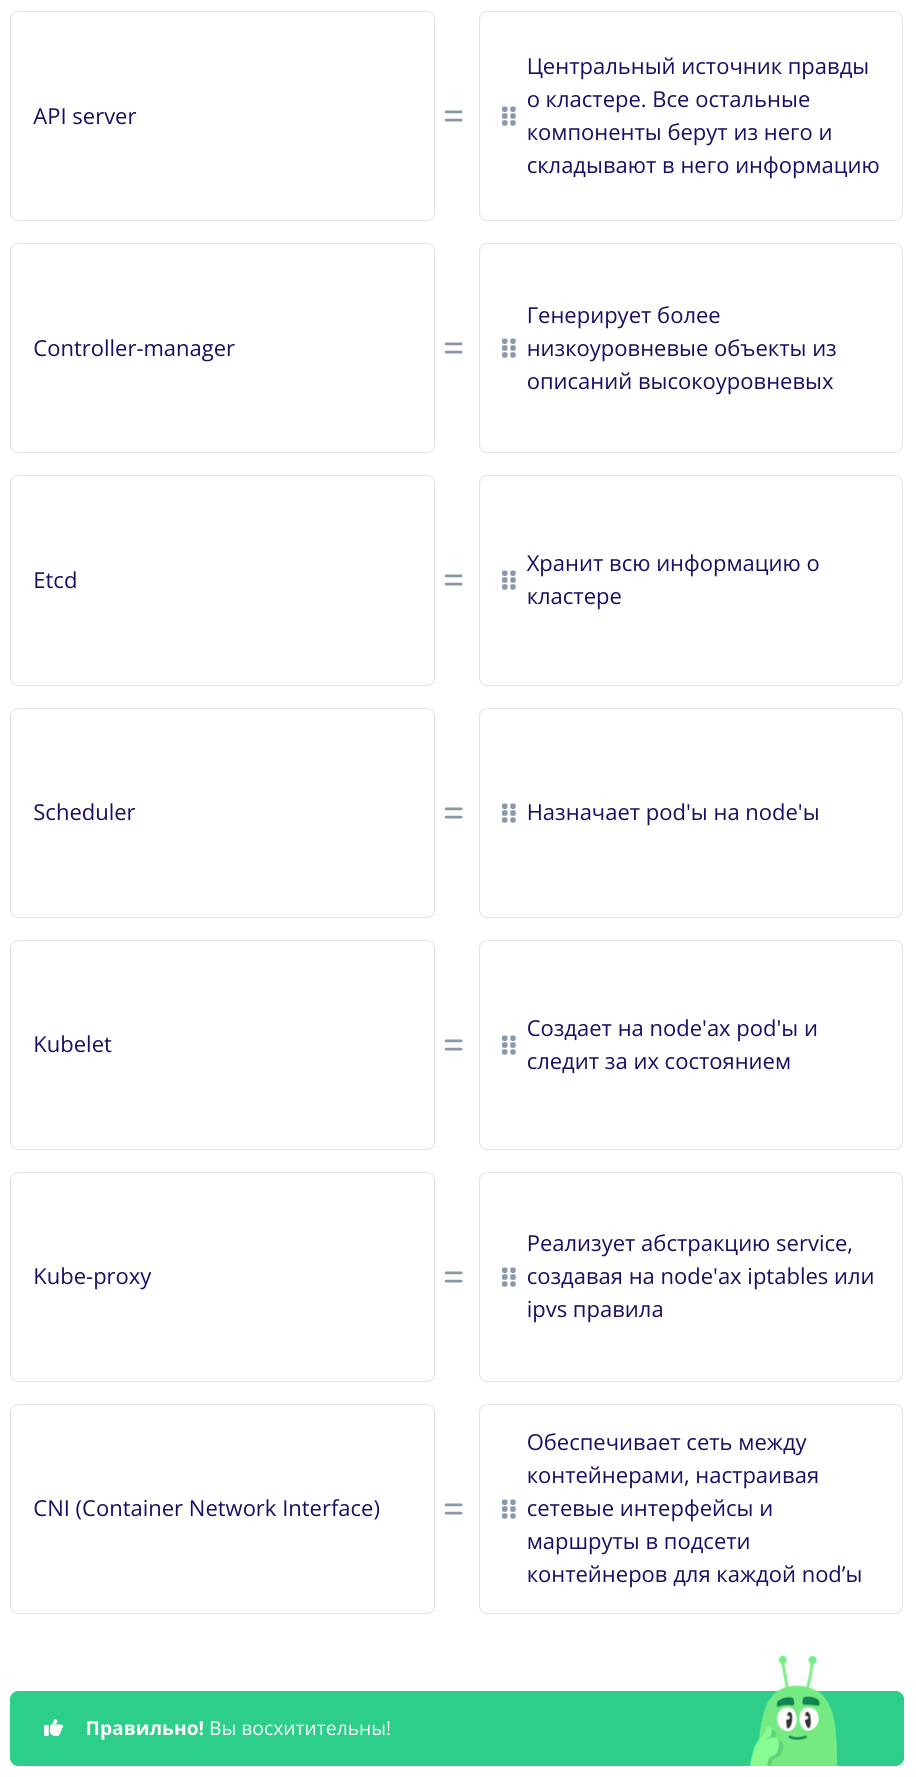 API server
=
Центральный источник правды
о кластере. Все остальные
компоненты берут из него и
складывают в него информацию
Controller-manager
=
Генерирует более
низкоуровневые объекты из
описаний высокоуровневых
Etcd
=
Хранит всю информацию о
кластере
Scheduler
=
Назначает pod'ы на node'ы
Kubelet
=
Создает на node'ах pod'ы и
следит за их состоянием
Kube-proxy
=
Реализует абстракцию service,
создавая на node'ах iptables или
ipvs правила
CNI (Container Network Interface)
=
Обеспечивает сеть между
контейнерами, настраивая
сетевые интерфейсы и
маршруты в подсети
контейнеров для каждой nod’ы
Правильно! Вы восхитительны!